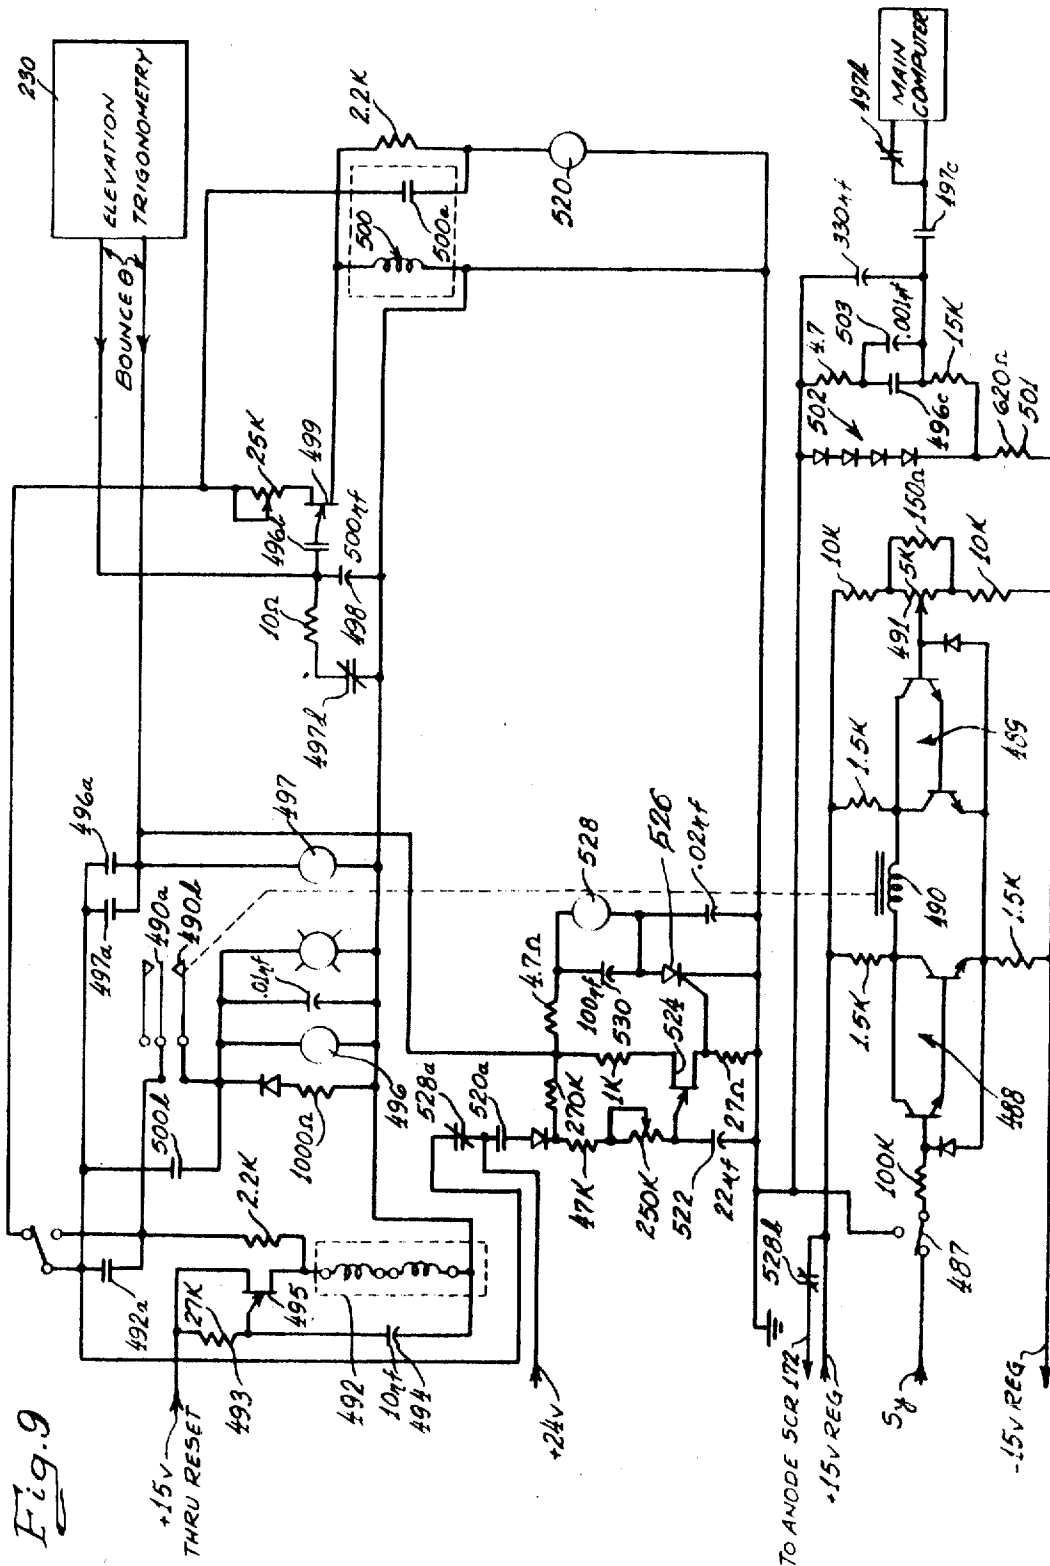 Fig. 9
230
ELEVATION
TRIGONOMETRY
BOUNCE θ
2.2K
500
500a
520
25K
499
496b
500nf
10Ω
498
497d
496a
497a
490a
490b
497
.01nf
496
500b
1000Ω
2.2K
492a
27K
493
495
492
10nf
494
+15v
THRU RESET
528a
520a
4.7Ω
100nf
530
526
528
.02nf
270K
1K
524
27Ω
47K
250K
522
22nf
+24v
MAIN
COMPUTER
497b
497c
330nf
503
.001nf
4.7
502
15K
496c
620Ω
501
150Ω
10K
5K
10K
491
489
1.5K
490
1.5K
1.5K
488
100K
487
528b
TO ANODE SCR 172
+15v REG
Sy
-15v REG